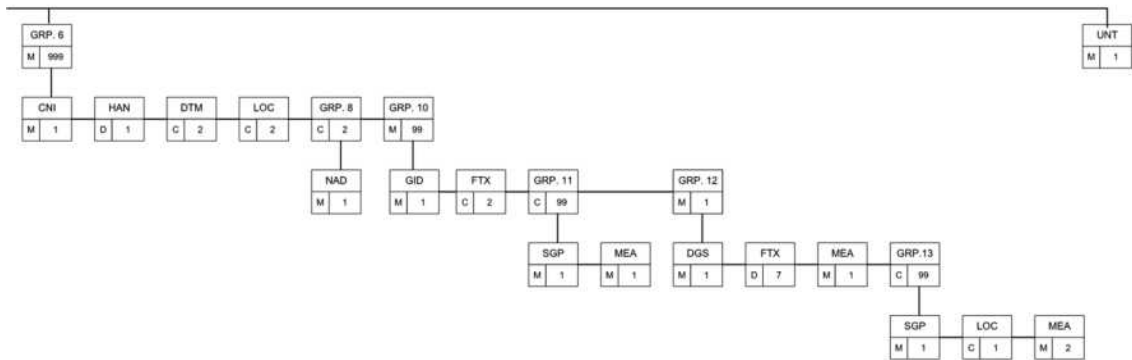 GRP. 6 UNT
M 999 M 1
CNI HAN DTM LOC GRP. 8 GRP. 10
M 1 D 1 C 2 C 2 C 2 M 99
NAD GID FTX GRP. 11 GRP. 12
M 1 M 1 C 2 C 99 M 1
SGP MEA DGS FTX MEA GRP.13
M 1 M 1 M 1 D 7 M 1 C 99
SGP LOC MEA
M 1 C 1 M 2